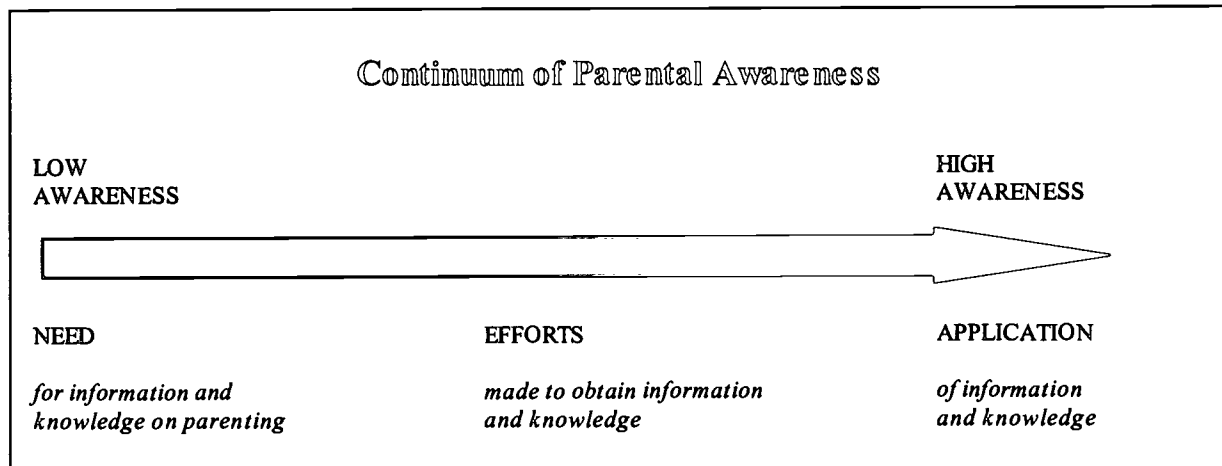 Continuum of Parental Awareness
LOW
AWARENESS
HIGH
AWARENESS
NEED
for information and
knowledge on parenting
EFFORTS
made to obtain information
and knowledge
APPLICATION
of information
and knowledge